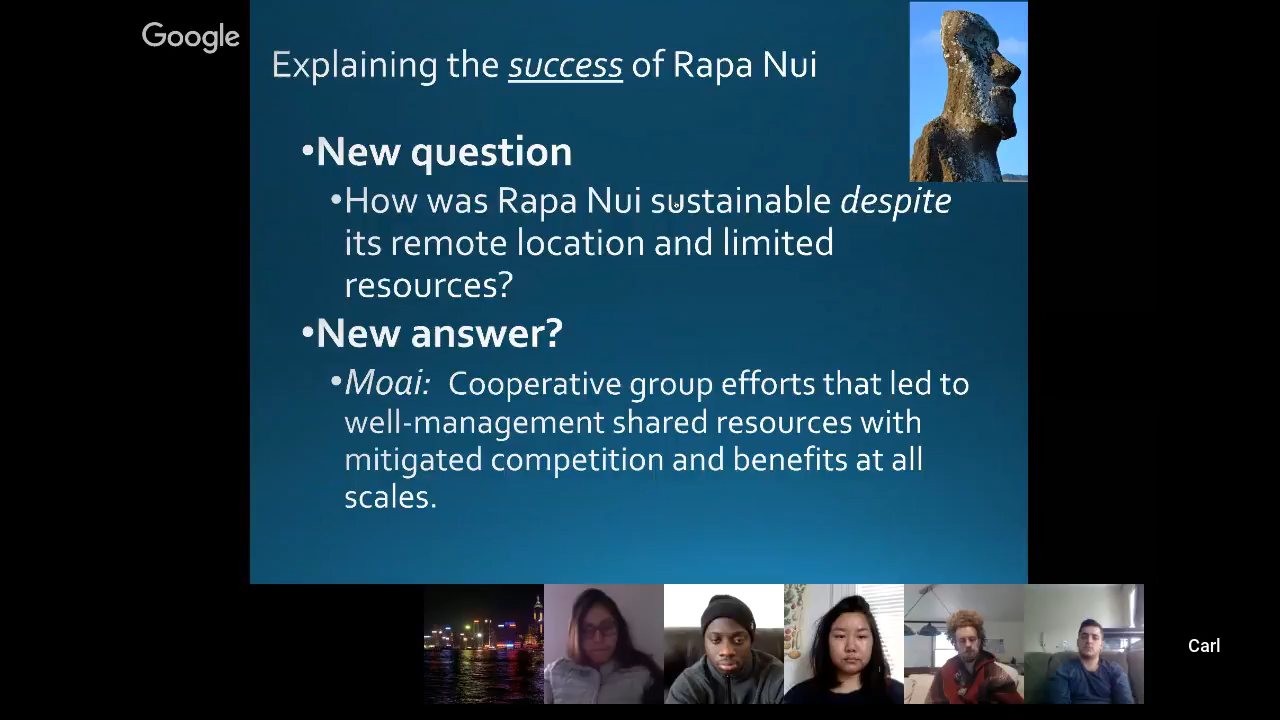 Google
Explaining the success of Rapa Nui
•New question
•How was Rapa Nui sustainable despite
its remote location and limited
resources?
•New answer?
•Moai: Cooperative group efforts that led to
well-management shared resources with
mitigated competition and benefits at all
scales.
Carl